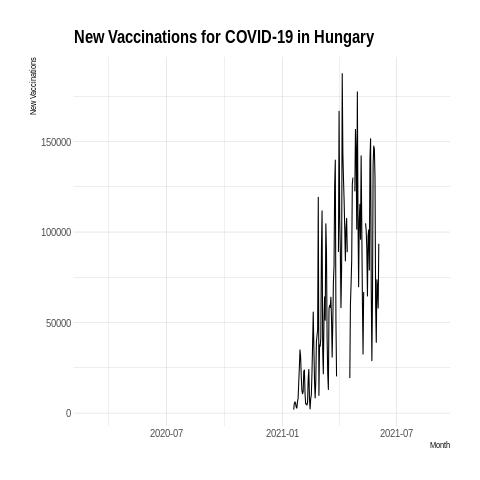 New Vaccinations for COVID-19 in Hungary
New Vaccinations
150000
100000
50000
0
2020-07
2021-01
2021-07
Month